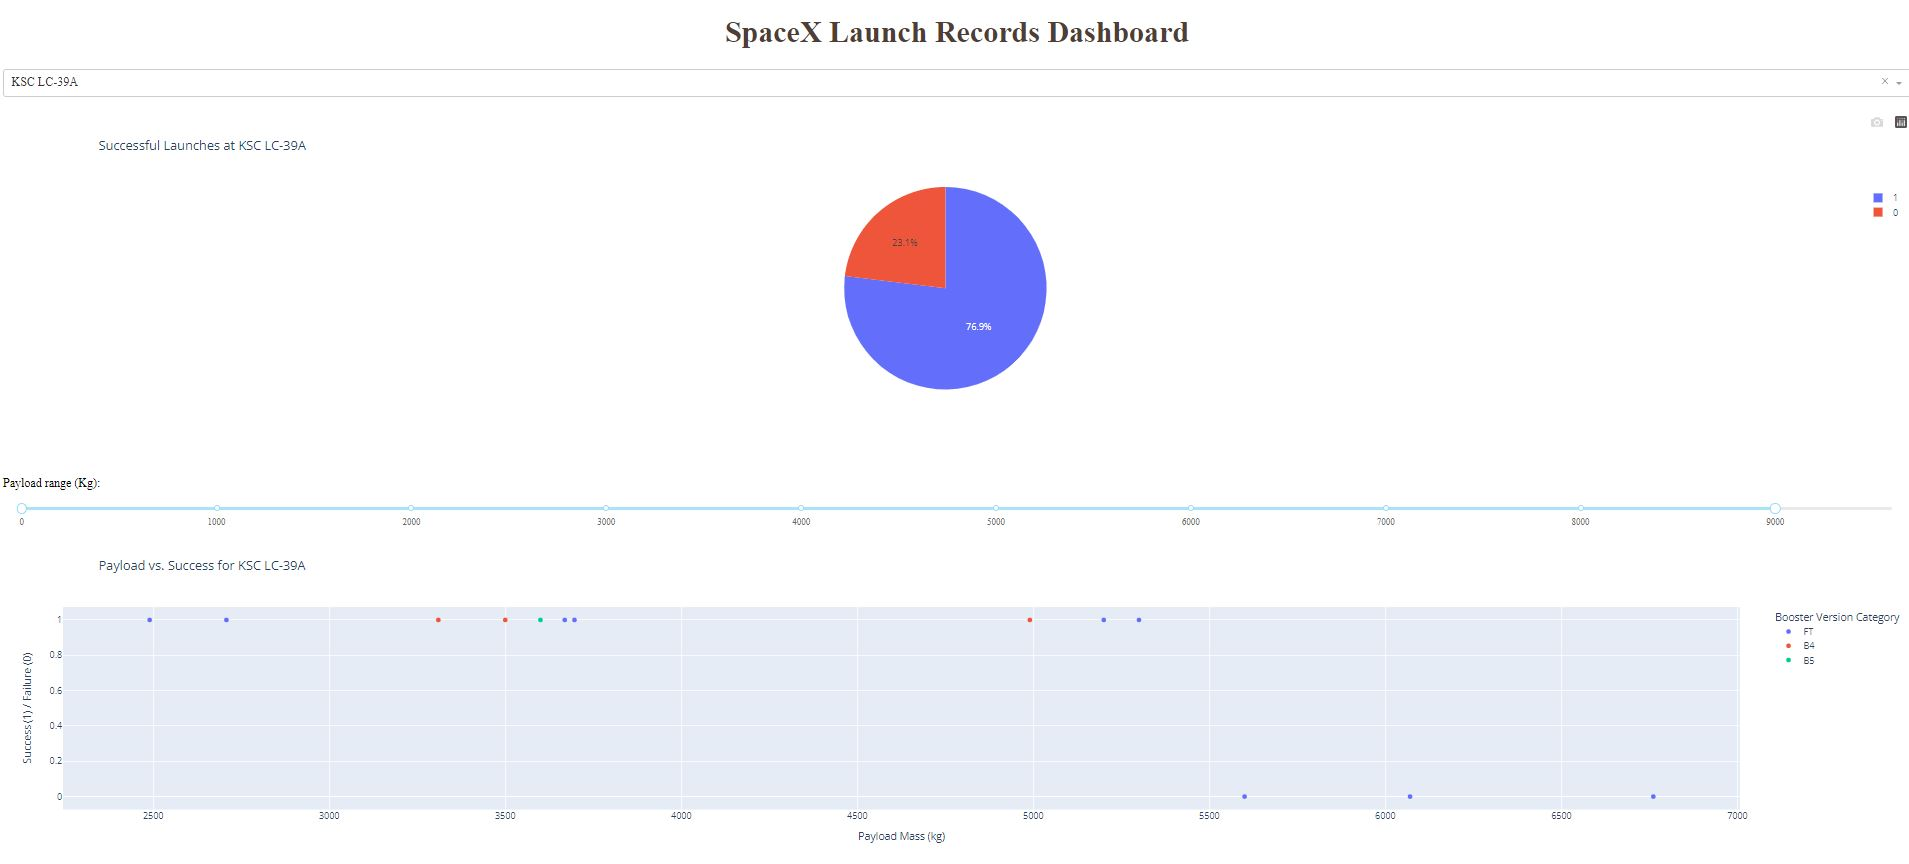 SpaceX Launch Records Dashboard
KSC LC-39A
Successful Launches at KSC LC-39A
1
0
23.1%
76.9%
Payload range (Kg):
0 1000 2000 3000 4000 5000 6000 7000 8000 9000
Payload vs. Success for KSC LC-39A
Booster Version Category
FT
B4
B5
Success (1) / Failure (0)
1
0.8
0.6
0.4
0.2
0
2500 3000 3500 4000 4500 5000 5500 6000 6500 7000
Payload Mass (kg)